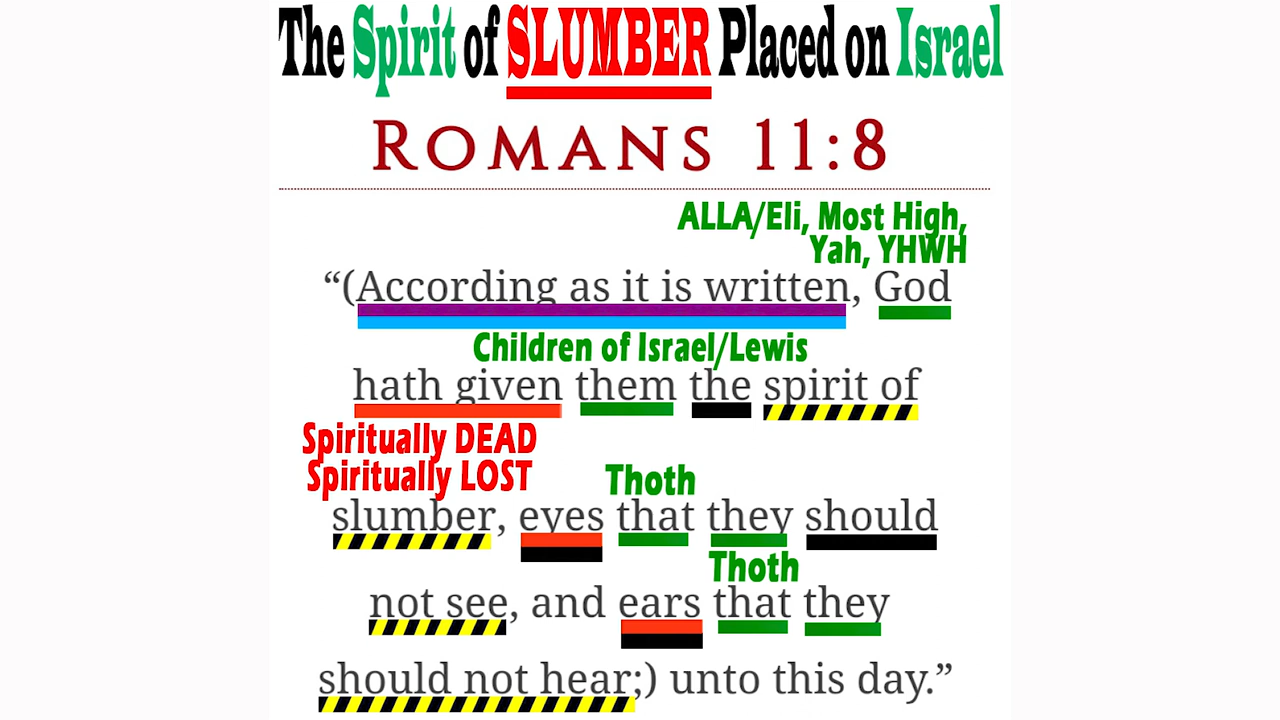 The Spirit of SLUMBER Placed on Israel
ROMANS 11:8
ALLA/Eli, Most High,
Yah, YHWH
“(According as it is written, God
Children of Israel/Lewis
hath given them the spirit of
Spiritually DEAD
Spiritually LOST
Thoth
slumber, eyes that they should
Thoth
not see, and ears that they
should not hear;) unto this day.”